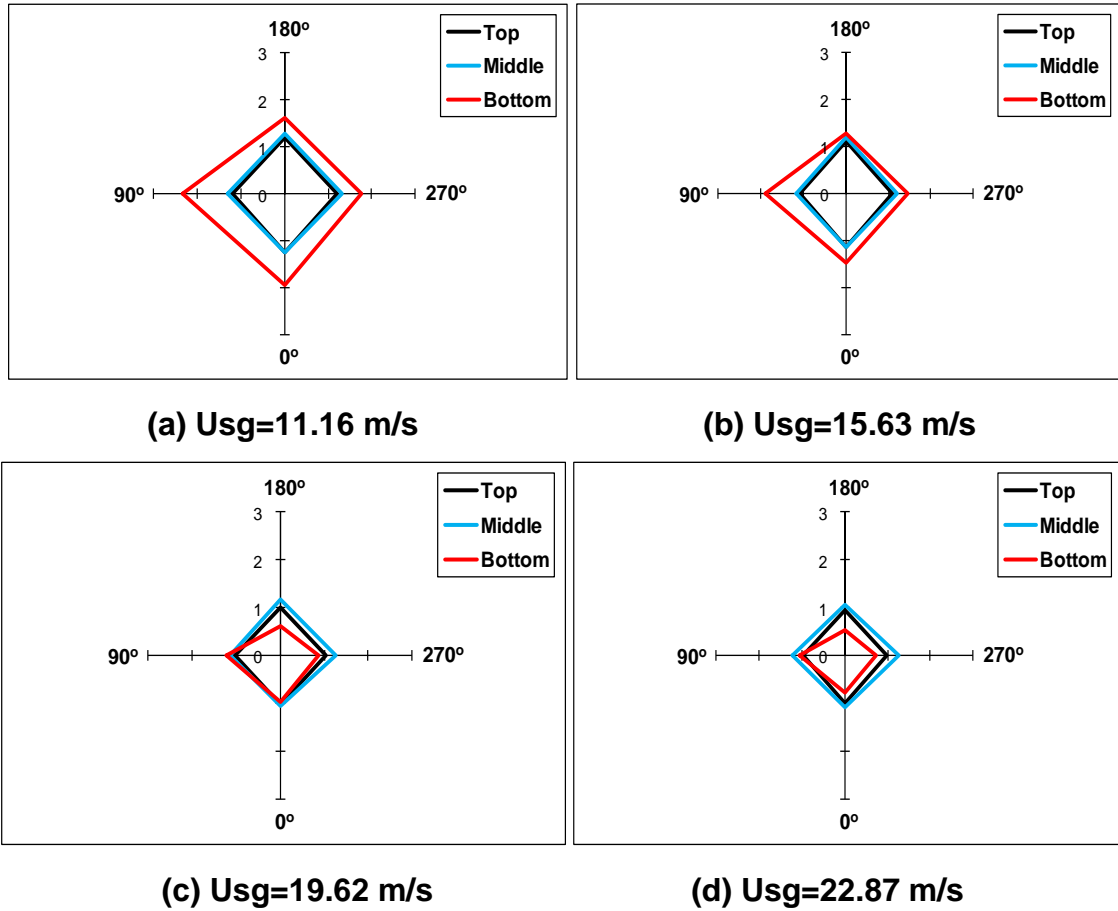 180º
3
2
1
0
90º
270º
0º
Top
Middle
Bottom
(a) Usg=11.16 m/s
180º
3
2
1
0
90º
270º
0º
Top
Middle
Bottom
(b) Usg=15.63 m/s
180º
3
2
1
0
90º
270º
0º
Top
Middle
Bottom
(c) Usg=19.62 m/s
180º
3
2
1
0
90º
270º
0º
Top
Middle
Bottom
(d) Usg=22.87 m/s